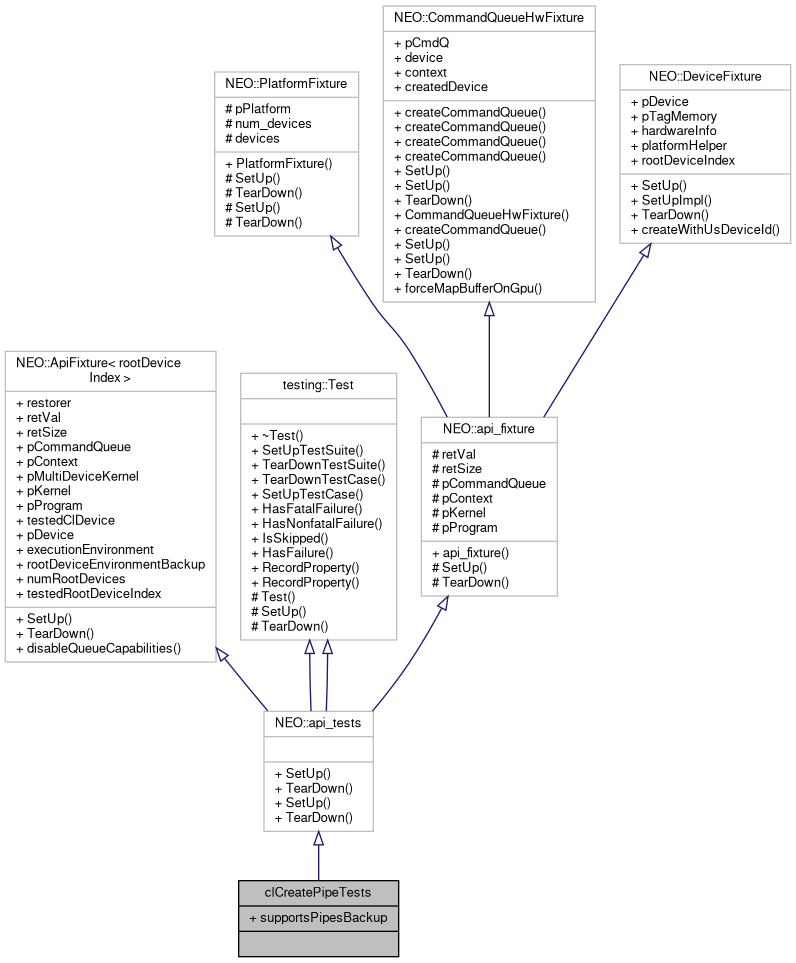 NEO::CommandQueueHwFixture
+ pCmdQ
+ device
+ context
+ createdDevice
+ createCommandQueue()
+ createCommandQueue()
+ createCommandQueue()
+ createCommandQueue()
+ SetUp()
+ SetUp()
+ TearDown()
+ CommandQueueHwFixture()
+ createCommandQueue()
+ SetUp()
+ SetUp()
+ TearDown()
+ forceMapBufferOnGpu()
NEO::PlatformFixture
# pPlatform
# num_devices
# devices
+ PlatformFixture()
# SetUp()
# TearDown()
# SetUp()
# TearDown()
NEO::DeviceFixture
+ pDevice
+ pTagMemory
+ hardwareInfo
+ platformHelper
+ rootDeviceIndex
+ SetUp()
+ SetUpImpl()
+ TearDown()
+ createWithUsDeviceId()
NEO::ApiFixture< rootDevice
Index >
+ restorer
+ retVal
+ retSize
+ pCommandQueue
+ pContext
+ pMultiDeviceKernel
+ pKernel
+ pProgram
+ testedClDevice
+ pDevice
+ executionEnvironment
+ rootDeviceEnvironmentBackup
+ numRootDevices
+ testedRootDeviceIndex
+ SetUp()
+ TearDown()
+ disableQueueCapabilities()
testing::Test
+ ~Test()
+ SetUpTestSuite()
+ TearDownTestSuite()
+ TearDownTestCase()
+ SetUpTestCase()
+ HasFatalFailure()
+ HasNonfatalFailure()
+ IsSkipped()
+ HasFailure()
+ RecordProperty()
+ RecordProperty()
# Test()
# SetUp()
# TearDown()
NEO::api_fixture
# retVal
# retSize
# pCommandQueue
# pContext
# pKernel
# pProgram
+ api_fixture()
# SetUp()
# TearDown()
NEO::api_tests
+ SetUp()
+ TearDown()
+ SetUp()
+ TearDown()
clCreatePipeTests
+ supportsPipesBackup